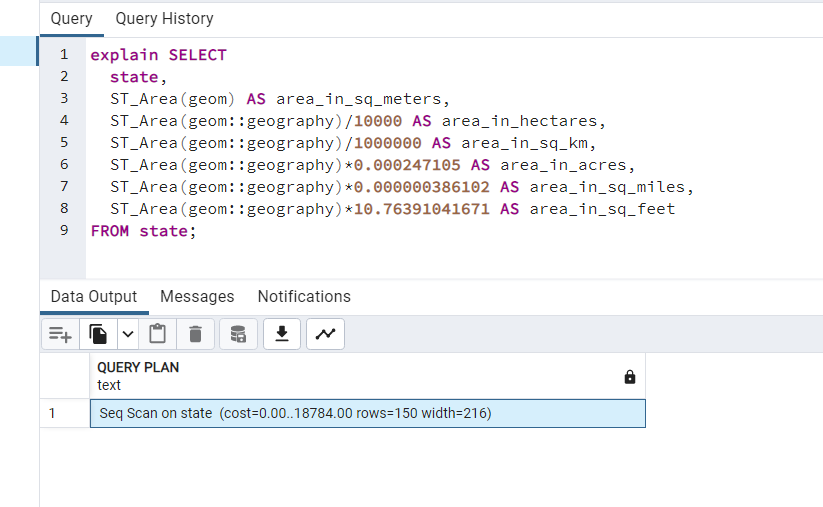 Query Query History
1 explain SELECT
2 state,
3 ST_Area(geom) AS area_in_sq_meters,
4 ST_Area(geom::geography)/10000 AS area_in_hectares,
5 ST_Area(geom::geography)/1000000 AS area_in_sq_km,
6 ST_Area(geom::geography)*0.000247105 AS area_in_acres,
7 ST_Area(geom::geography)*0.000000386102 AS area_in_sq_miles,
8 ST_Area(geom::geography)*10.76391041671 AS area_in_sq_feet
9 FROM state;
Data Output Messages Notifications
QUERY PLAN
text
1 Seq Scan on state (cost=0.00..18784.00 rows=150 width=216)